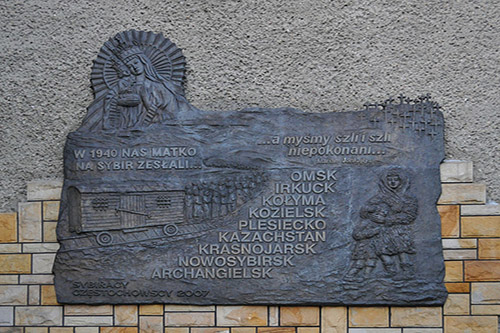 W 1940 NAS MATKO
NA SYBIR ZESŁALI...
...a myśmy szli i szli
niepokonani...
OMSK
IRKUCK
KOŁYMA
KOZIELSK
PLESIECKO
KAZACHSTAN
KRASNOJARSK
NOWOSYBIRSK
ARCHANGIELSK
SYBIRACY
CZĘSTOCHOWSCY 2007